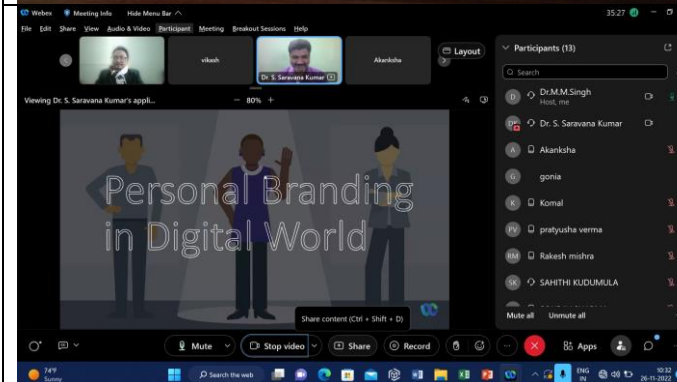 Webex Meeting Info Hide Menu Bar 35:27
File Edit Share View Audio & Video Participant Meeting Breakout Sessions Help
vikash
Dr. S. Saravana Kumar
Akanksha
Layout
Viewing Dr. S. Saravana Kumar's appli... − 80% +
Personal Branding
in Digital World
Share content (Ctrl + Shift + D)
Participants (13)
Search
D Dr.M.M.Singh
Host, me
Dr. S. Saravana Kumar
A Akanksha
G gonia
K Komal
PV pratyusha verma
RM Rakesh mishra
SK SAHITHI KUDUMULA
Mute all Unmute all
Mute Stop video Share Record Apps
74°F
Sunny
Search the web
ENG
IN
10:32
26-11-2022